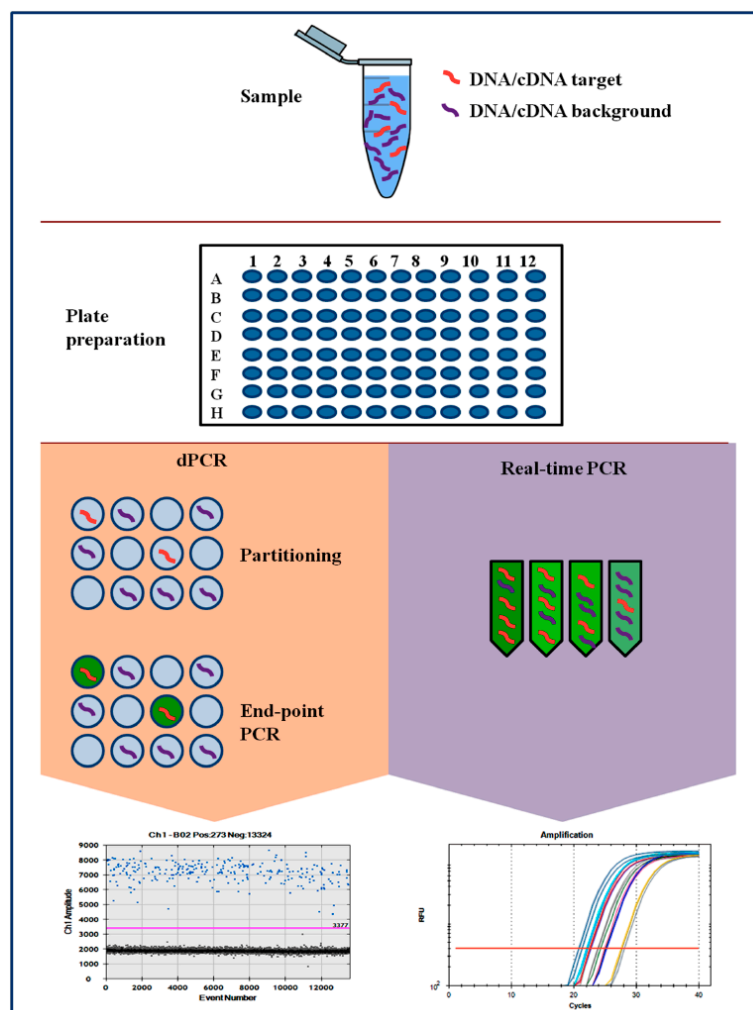 Sample
DNA/cDNA target
DNA/cDNA background
Plate
preparation
1 2 3 4 5 6 7 8 9 10 11 12
A
B
C
D
E
F
G
H
dPCR
Partitioning
End-point
PCR
Real-time PCR
Ch1 - B02 Pos:273 Neg:13324
Ch1 Amplitude
9000
8000
7000
6000
5000
4000
3000
2000
1000
0
3377
0 2000 4000 6000 8000 10000 12000
Event Number
Amplification
RFU
10²
0 10 20 30 40
Cycles